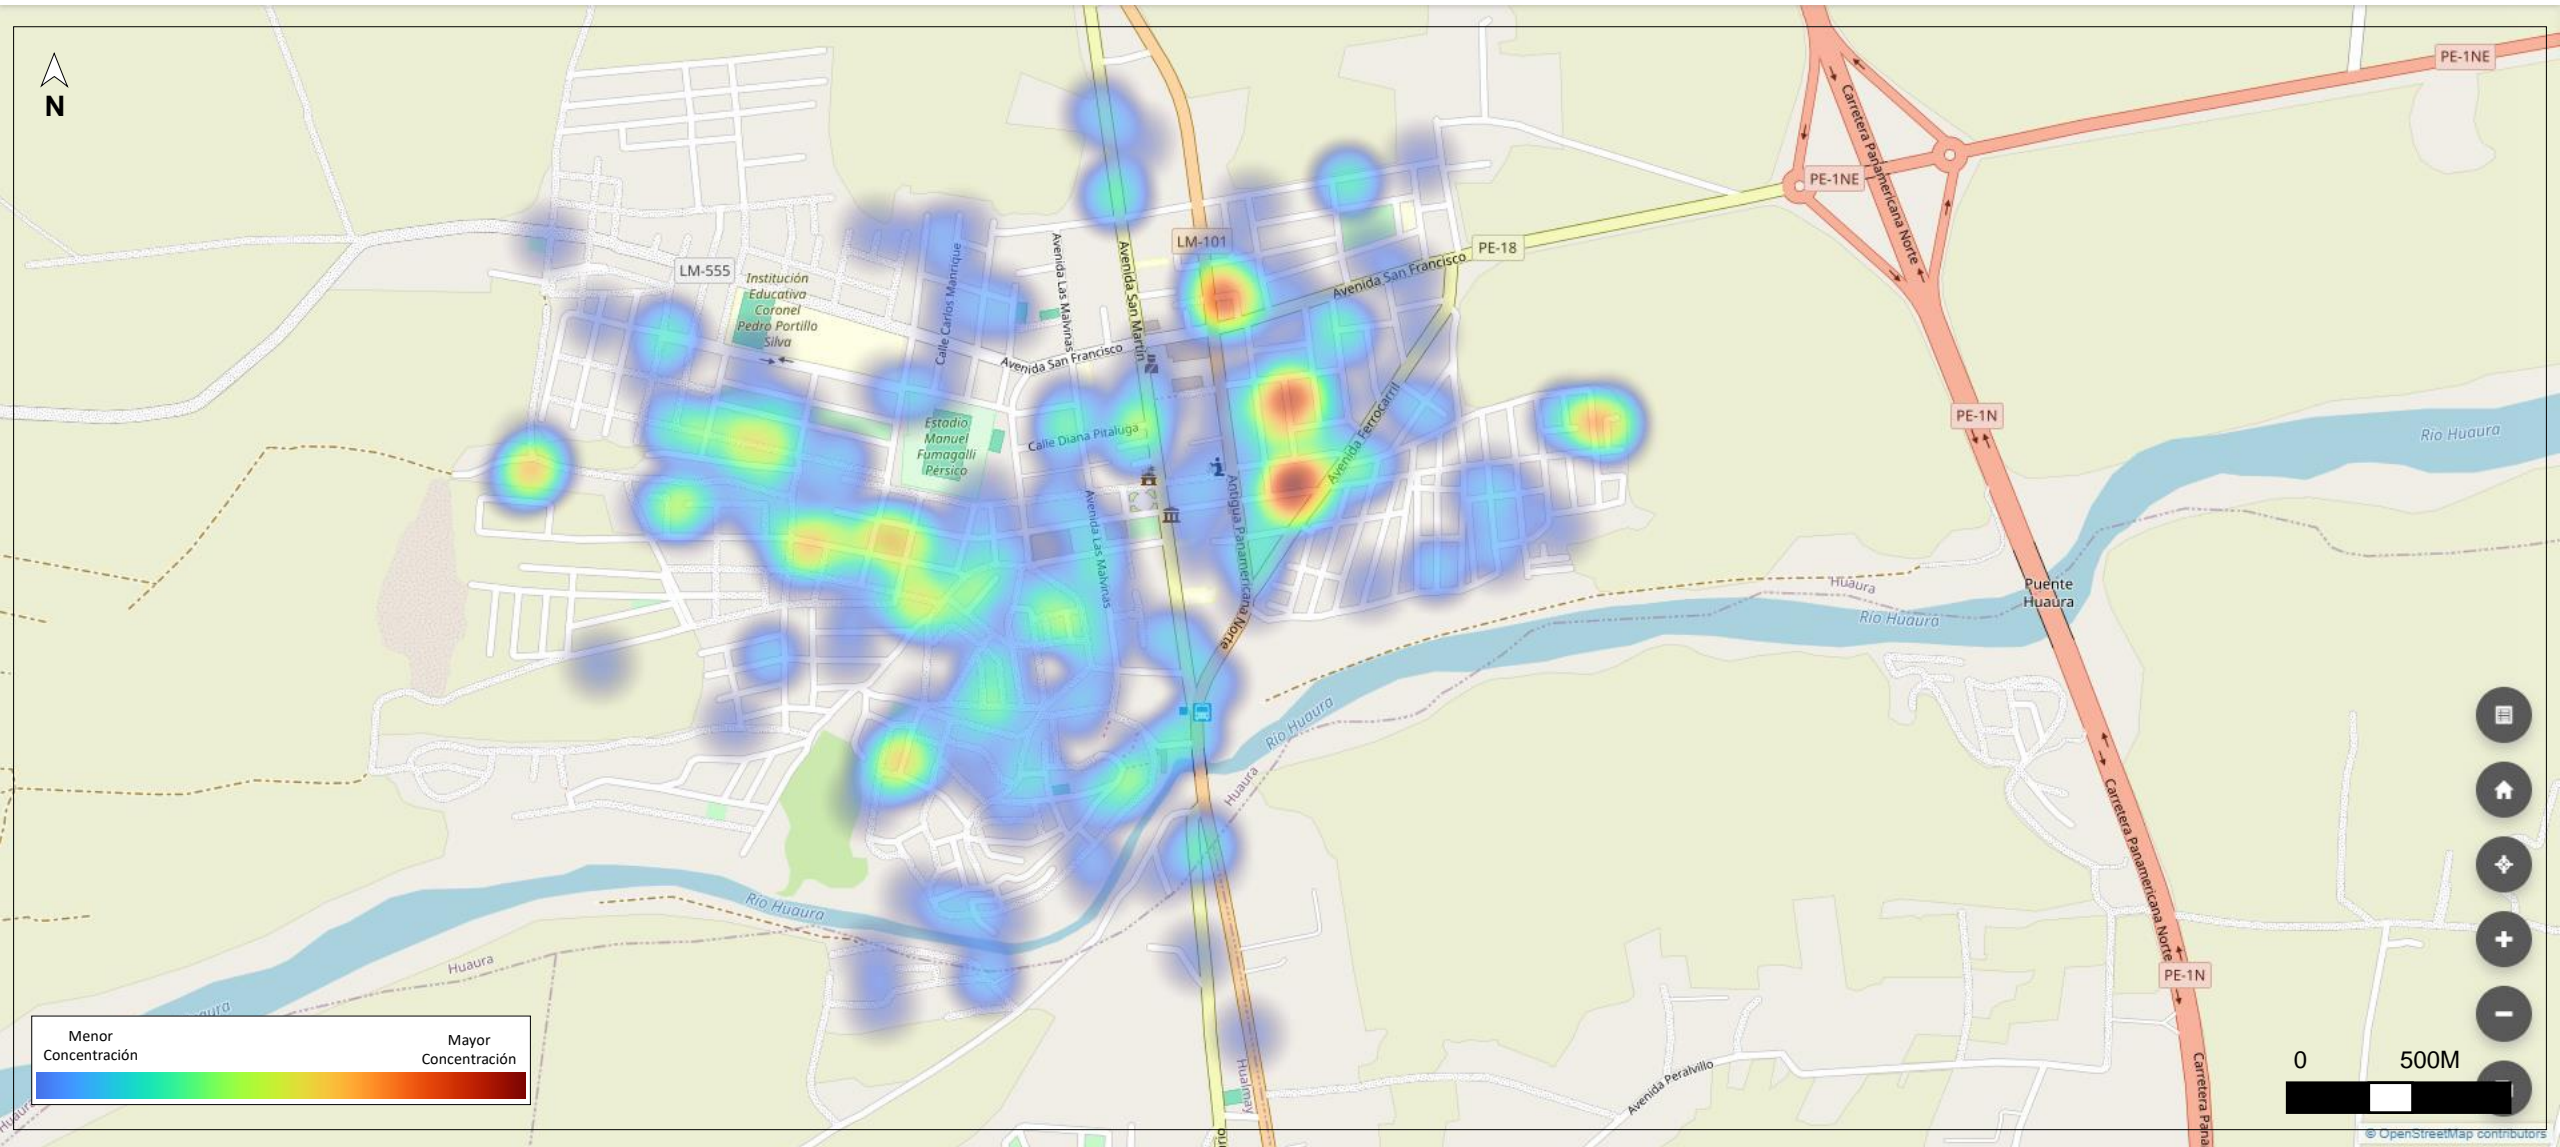 PE-1NE
N
Carretera Panamericana Norte
PE-1NE
LM-101
PE-18
LM-555
Institución
Educativa
Coronel
Pedro Portillo
Silva
Calle Carlos Manrique
Avenida Las Malvinas
Avenida San Martín
Avenida San Francisco
Avenida San Francisco
Avenida Ferrocarril
PE-1N
Río Huaura
Estadio
Manuel
Fumagalli
Pérsico
Calle Diana Pitaluga
Avenida Las Malvinas
Antigua Panamericana Norte
Huaura
Puente
Huaura
Río Huaura
Río Huaura
Huaura
Carretera Panamericana Norte
Río Huaura
Huaura
PE-1N
Menor
Concentración
Mayor
Concentración
Huaura
Hualmay
Avenida Peralvillo
0 500M
Carretera Pana
© OpenStreetMap contributors